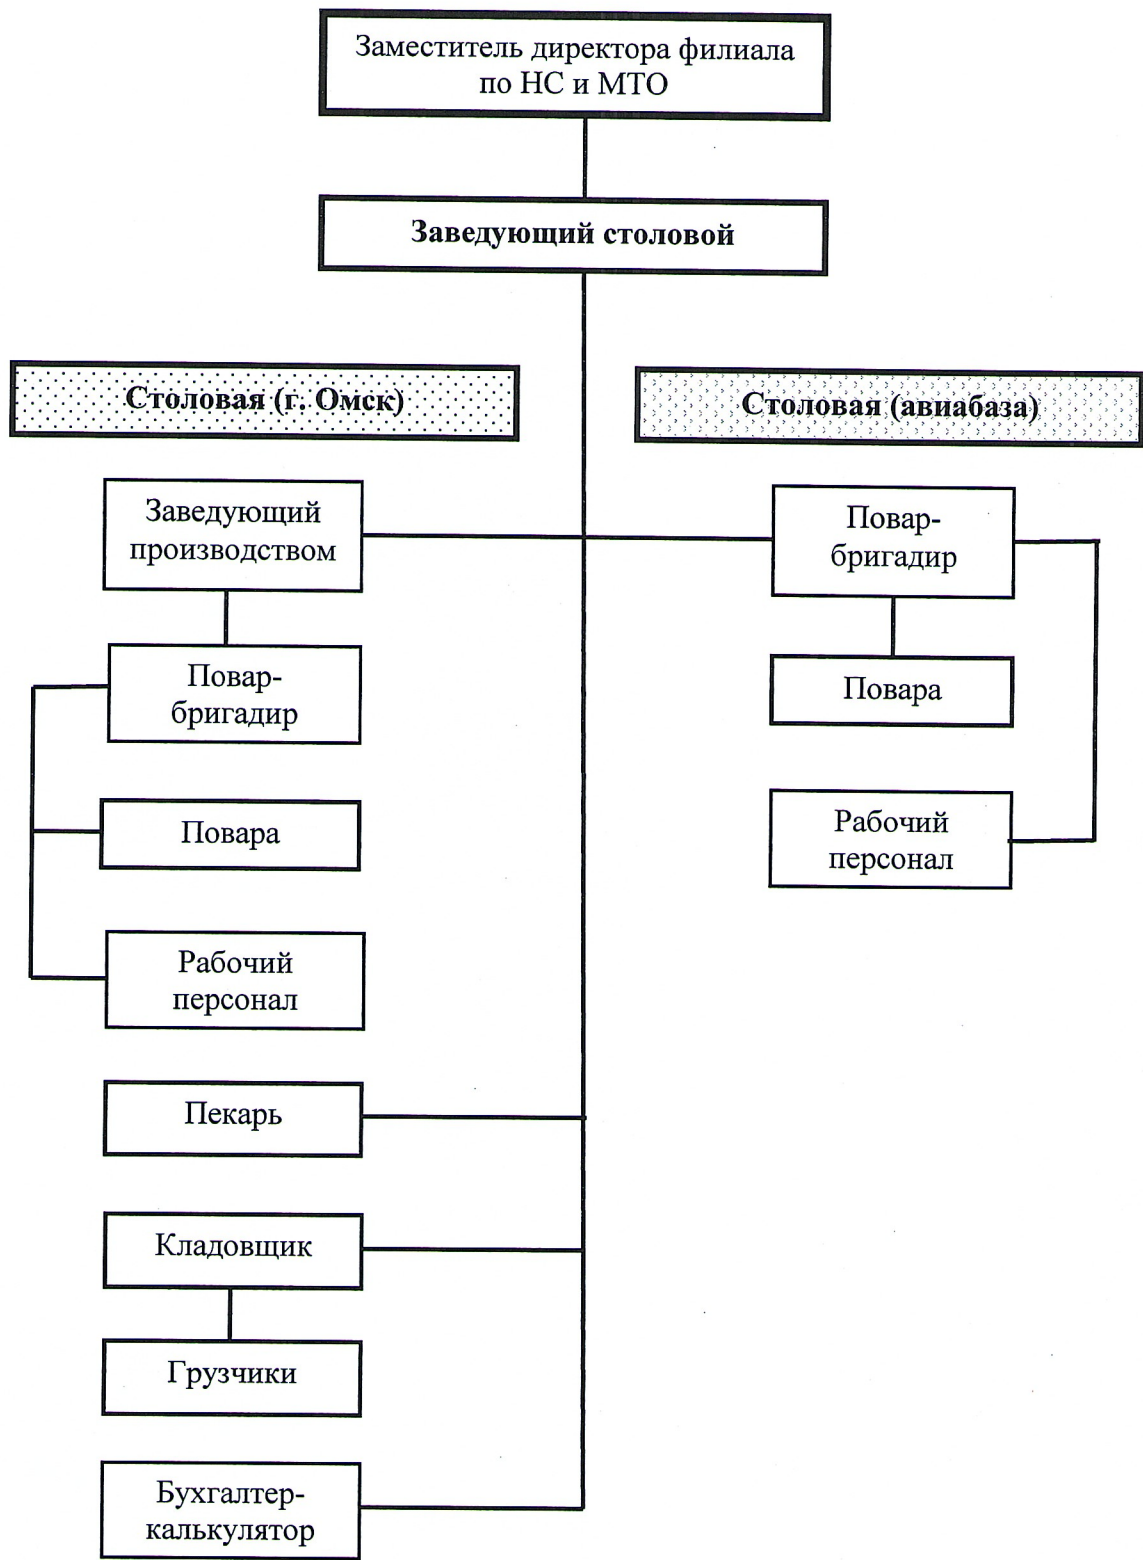 Заместитель директора филиала
по НС и МТО
Заведующий столовой
Столовая (г. Омск)
Столовая (авиабаза)
Заведующий
производством
Повар-
бригадир
Повара
Рабочий
персонал
Пекарь
Кладовщик
Грузчики
Бухгалтер-
калькулятор
Повар-
бригадир
Повара
Рабочий
персонал